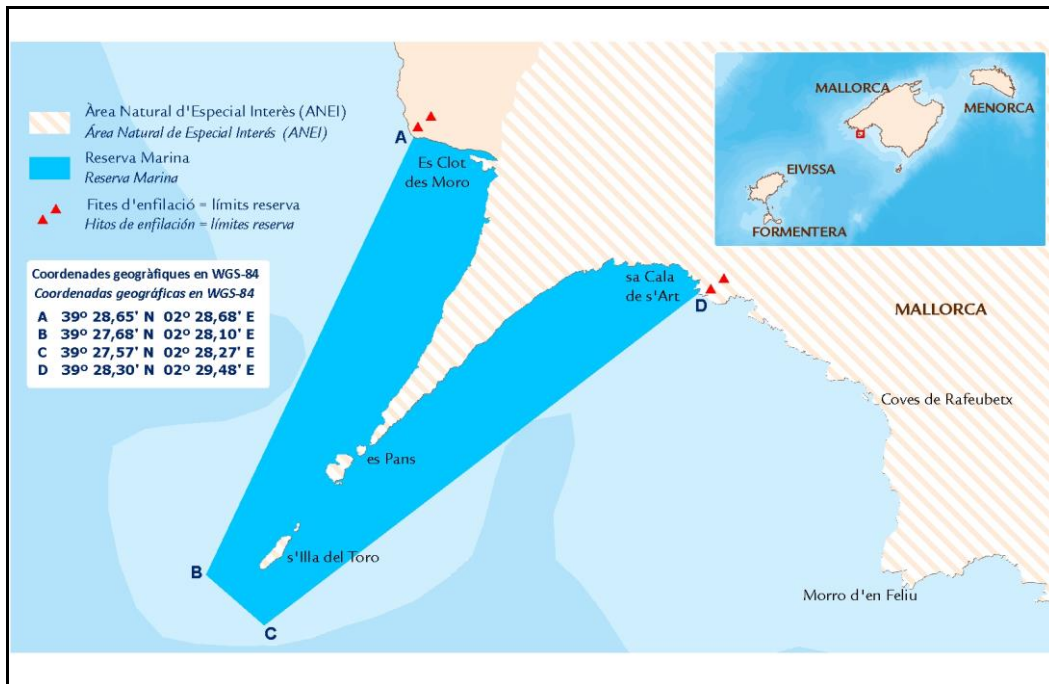 Àrea Natural d'Especial Interès (ANEI)
Área Natural de Especial Interés (ANEI)
Reserva Marina
Reserva Marina
Fites d'enfilació = límits reserva
Hitos de enfilación = límites reserva
Coordenades geogràfiques en WGS-84
Coordenadas geográficas en WGS-84
A 39º 28,65' N 02º 28,68' E
B 39º 27,68' N 02º 28,10' E
C 39º 27,57' N 02º 28,27' E
D 39º 28,30' N 02º 29,48' E
A
Es Clot
des Moro
sa Cala
de s'Art
D
MALLORCA
Coves de Rafeubetx
es Pans
s'Illa del Toro
B
C
Morro d'en Feliu
MALLORCA
MENORCA
EIVISSA
FORMENTERA